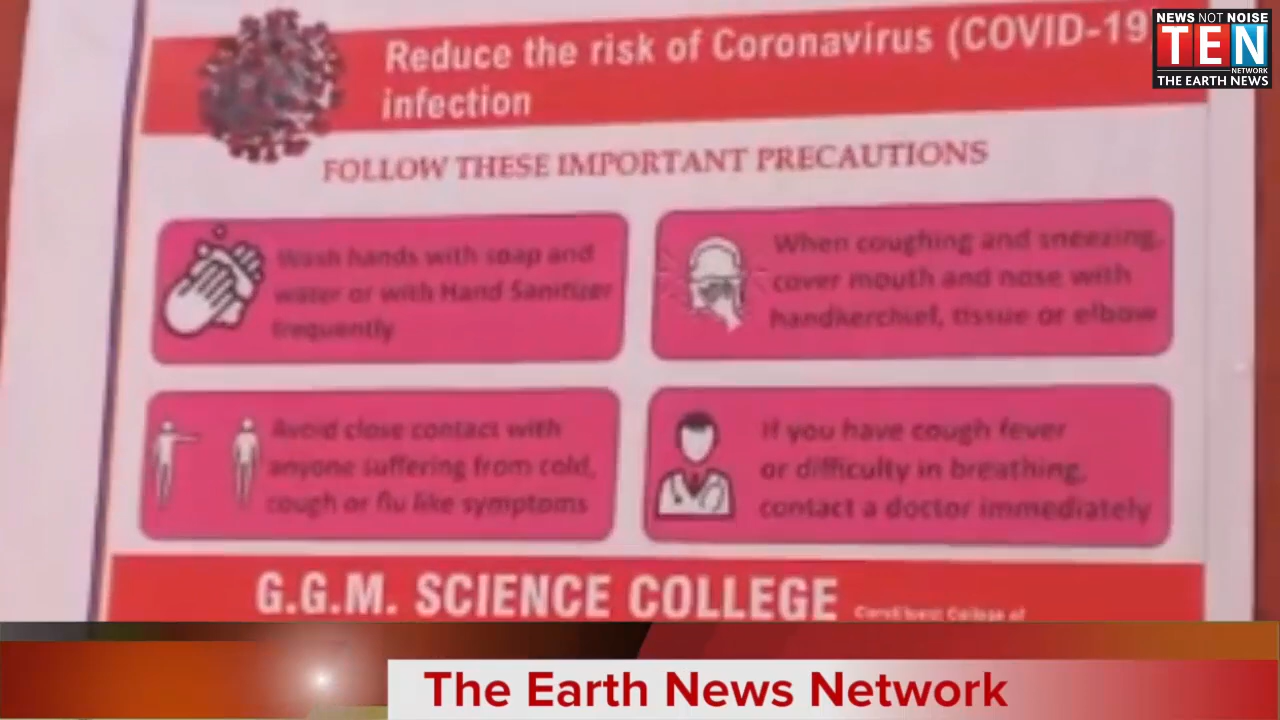 NEWS NOT NOISE
TEN
NETWORK
THE EARTH NEWS
Reduce the risk of Coronavirus (COVID-19
infection
FOLLOW THESE IMPORTANT PRECAUTIONS
Wash hands with soap and
water or with Hand Sanitizer
frequently
When coughing and sneezing,
cover mouth and nose with
handkerchief, tissue or elbow
Avoid close contact with
anyone suffering from cold,
cough or flu like symptoms
If you have cough fever
or difficulty in breathing,
contact a doctor immediately
G.G.M. SCIENCE COLLEGE
Constituent College of
The Earth News Network